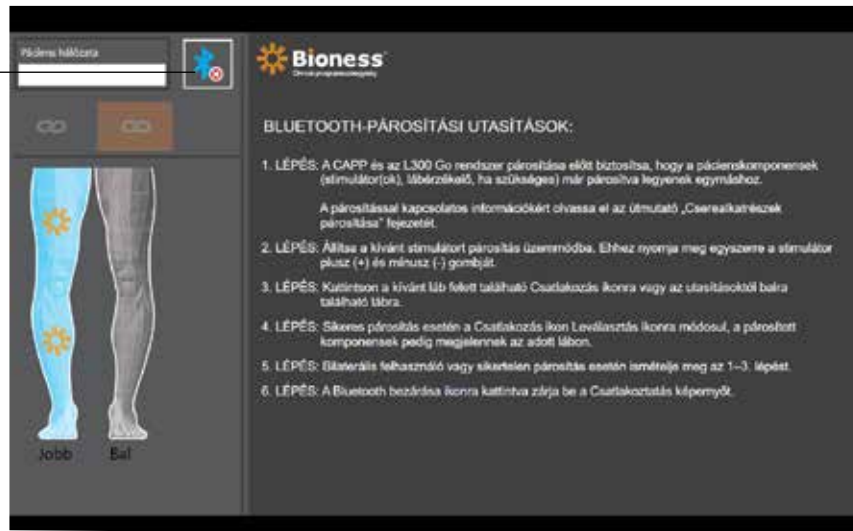 Páciens hálózata
Bioness
BLUETOOTH-PÁROSÍTÁSI UTASÍTÁSOK:
1. LÉPÉS: A CAPP és az L300 Go rendszer párosítása előtt biztosítsa, hogy a pácienskomponensek
(stimulátor(ok), lábérzékelő, ha szükséges) már párosítva legyenek egymáshoz.
A párosítással kapcsolatos információkért olvassa el az útmutató „Cserealkatrészek
párosítása” fejezetét.
2. LÉPÉS: Állítsa a kívánt stimulátort párosítás üzemmódba. Ehhez nyomja meg egyszerre a stimulátor
plusz (+) és mínusz (-) gombját.
3. LÉPÉS: Kattintson a kívánt láb felett található Csatlakozás ikonra vagy az utasításoktól balra
található lábra.
4. LÉPÉS: Sikeres párosítás esetén a Csatlakozás ikon Leválasztás ikonra módosul, a párosított
komponensek pedig megjelennek az adott lábon.
5. LÉPÉS: Bilaterális felhasználó vagy sikertelen párosítás esetén ismételje meg az 1–3. lépést.
6. LÉPÉS: A Bluetooth bezárása ikonra kattintva zárja be a Csatlakoztatás képernyőt.
Jobb
Bal